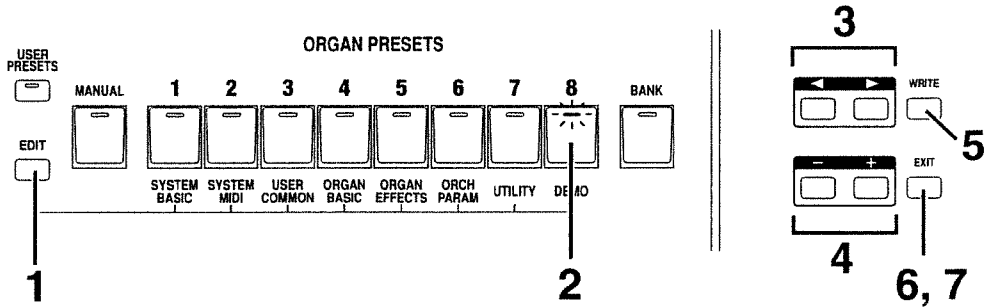 ORGAN PRESETS
USER
PRESETS
MANUAL 1 2 3 4 5 6 7 8 BANK
EDIT
SYSTEM BASIC
SYSTEM MIDI
USER COMMON
ORGAN BASIC
ORGAN EFFECTS
ORCH PARAM
UTILITY
DEMO
1
2
3
◀ ▶ WRITE
5
− + EXIT
4
6, 7